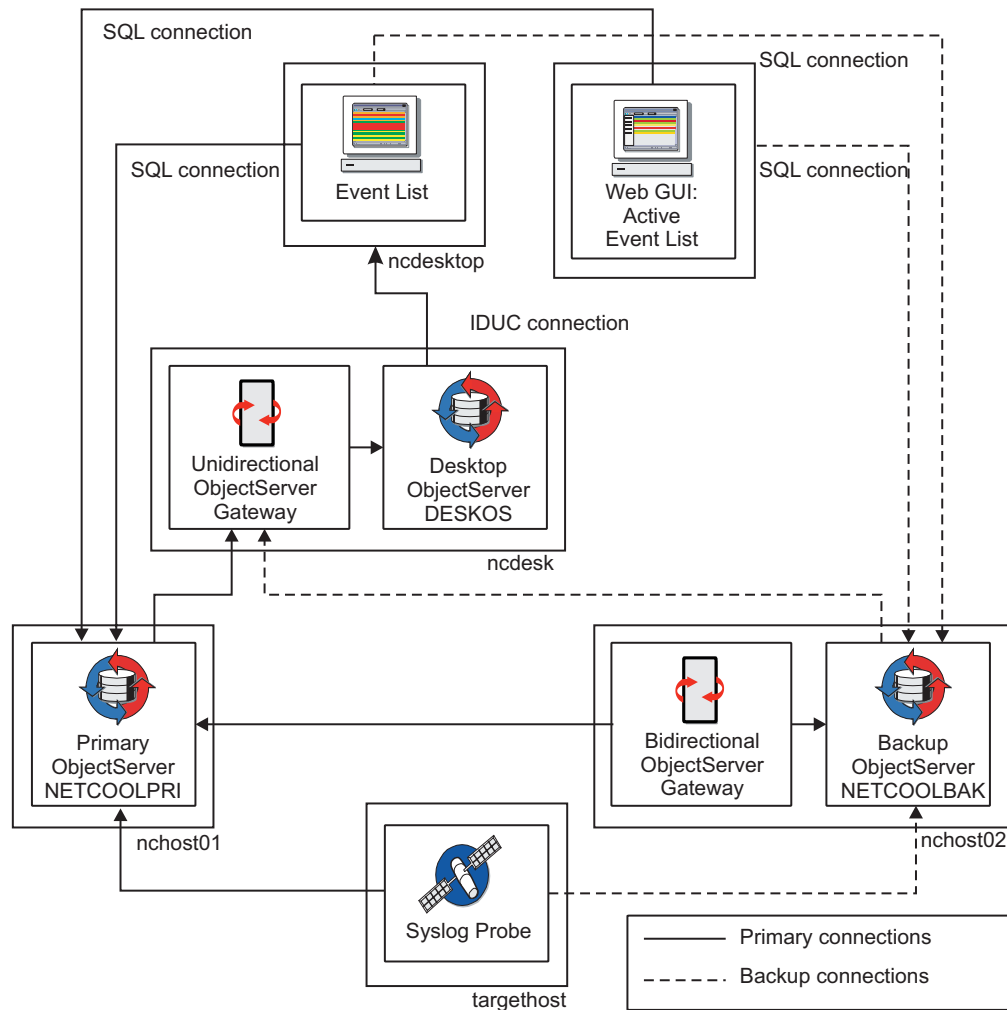 SQL connection
SQL connection
SQL connection
SQL connection
Event List
Web GUI:
Active
Event List
ncdesktop
IDUC connection
Unidirectional
ObjectServer
Gateway
Desktop
ObjectServer
DESKOS
ncdesk
Primary
ObjectServer
NETCOOLPRI
nchost01
Bidirectional
ObjectServer
Gateway
Backup
ObjectServer
NETCOOLBAK
nchost02
Syslog Probe
targethost
Primary connections
Backup connections